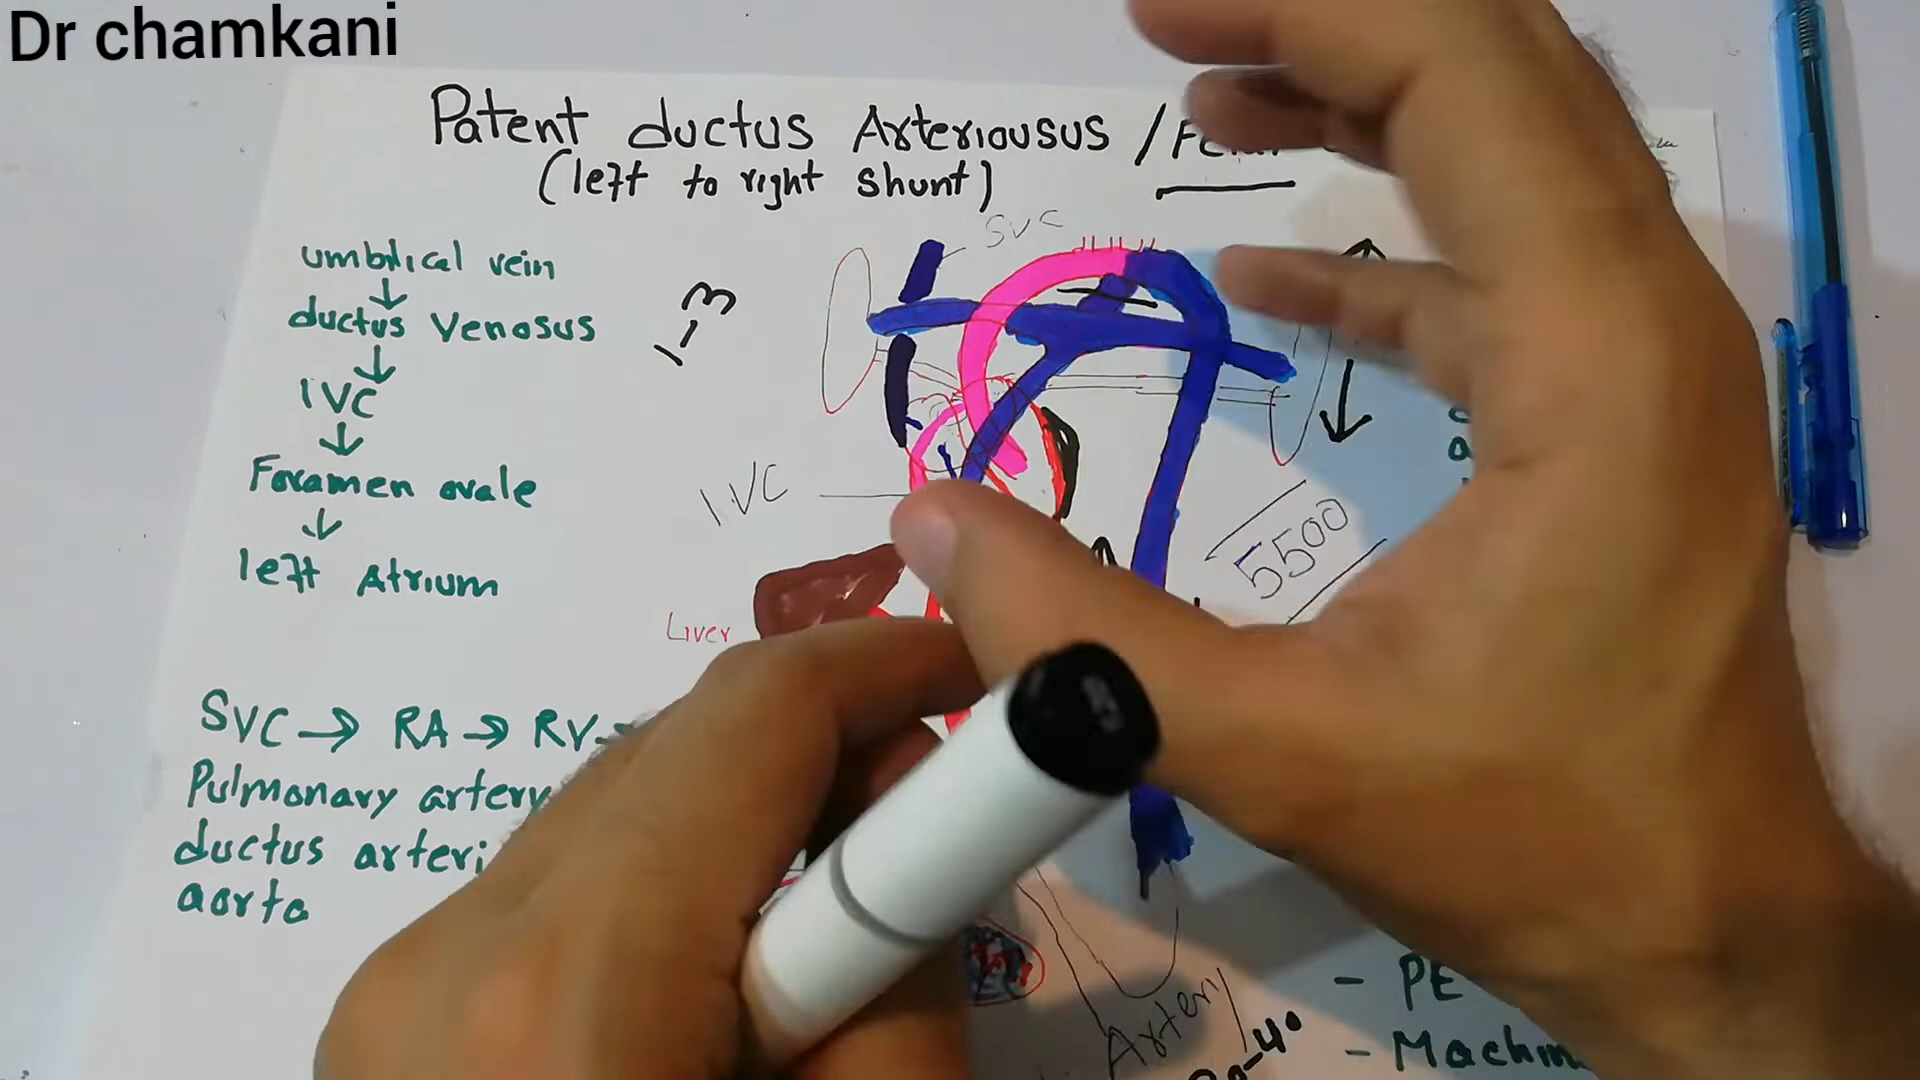 Dr chamkani
Patent ductus Arteriousus /
(left to right shunt)
SVC
umbilical vein
↓
ductus Venosus
↓
IVC
↓
Foramen ovale
↓
left Atrium
1-3
IVC
5500
Liver
SVC → RA → RV →
Pulmonary artery
ductus arteri
aorta
Artery
- PE
- Machin